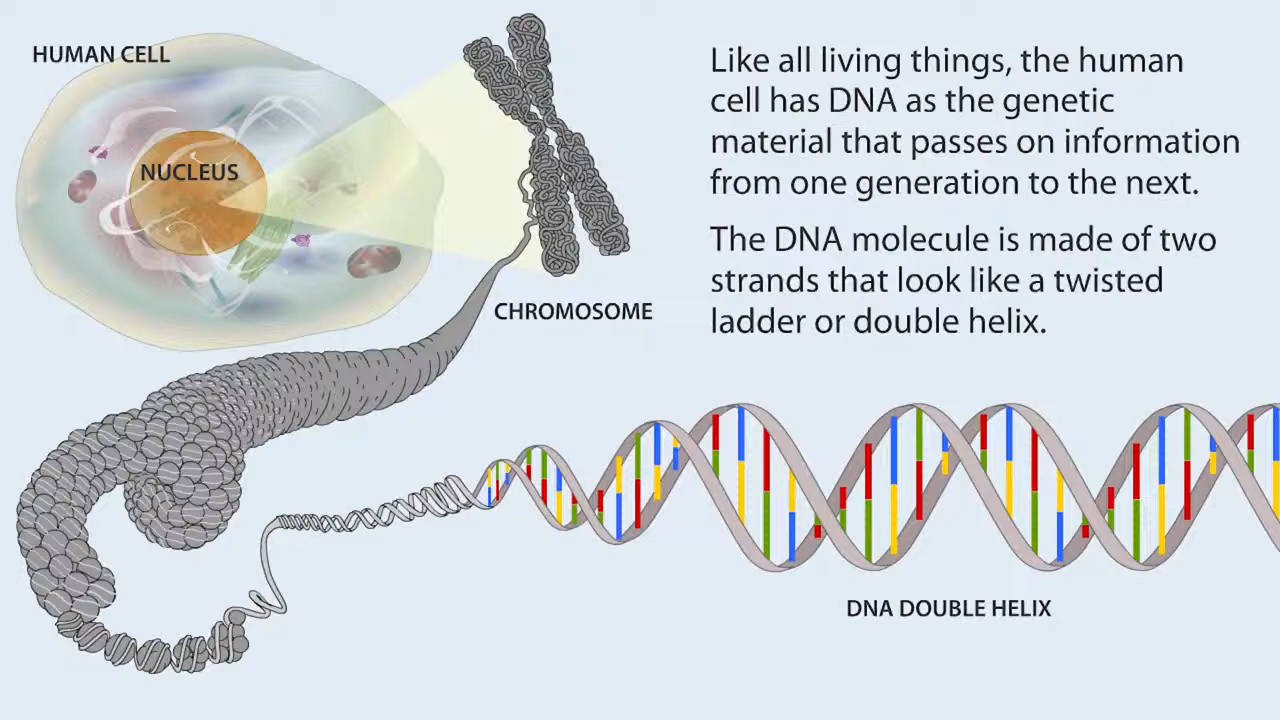 HUMAN CELL
NUCLEUS
CHROMOSOME
Like all living things, the human
cell has DNA as the genetic
material that passes on information
from one generation to the next.
The DNA molecule is made of two
strands that look like a twisted
ladder or double helix.
DNA DOUBLE HELIX